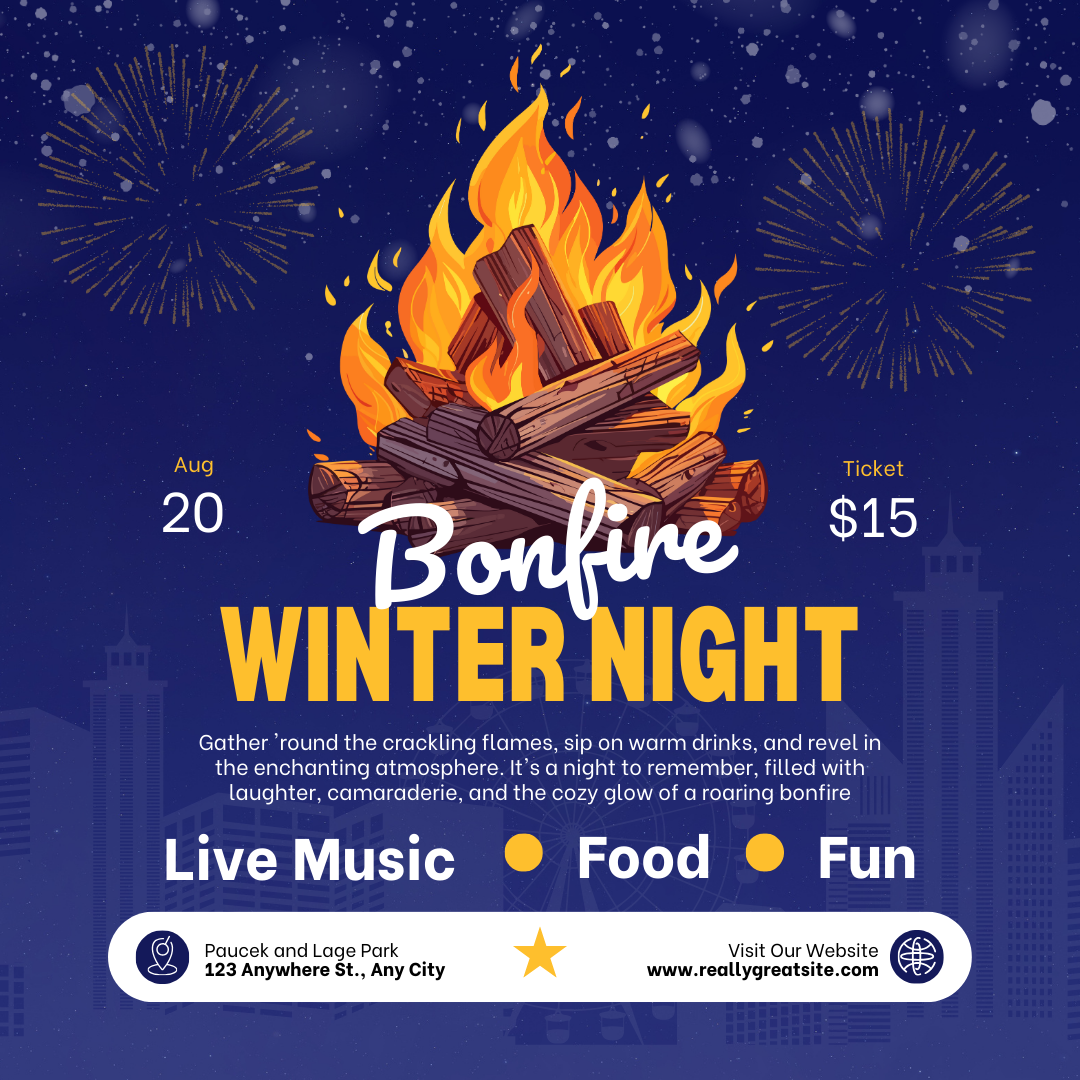 Aug
20
Ticket
$15
Bonfire
WINTER NIGHT
Gather 'round the crackling flames, sip on warm drinks, and revel in
the enchanting atmosphere. It's a night to remember, filled with
laughter, camaraderie, and the cozy glow of a roaring bonfire
Live Music Food Fun
Paucek and Lage Park
123 Anywhere St., Any City
Visit Our Website
www.reallygreatsite.com